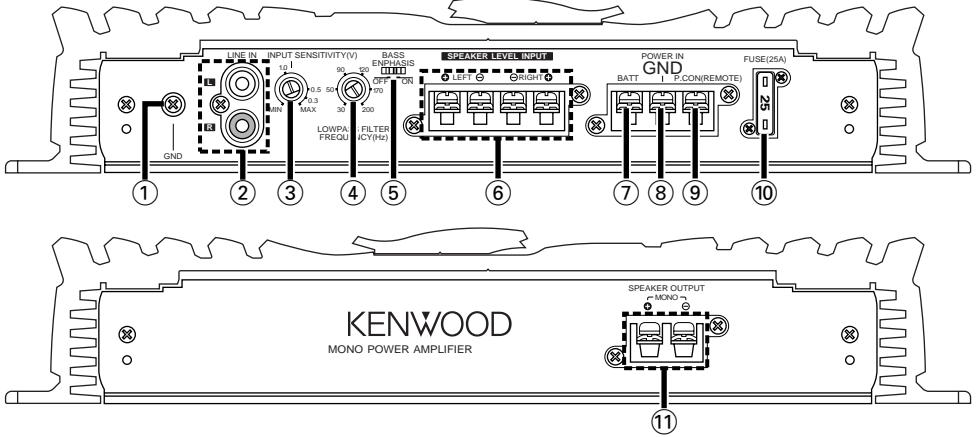 LINE IN
INPUT SENSITIVITY(V)
BASS
ENPHASIS
SPEAKER LEVEL INPUT
POWER IN
GND
FUSE(25A)
L
1.0
0.5
0.3
MIN
MAX
90
120
50
170
30
200
OFF
ON
⊕ LEFT ⊖
⊖ RIGHT ⊕
BATT
P.CON(REMOTE)
25
R
LOWPASS FILTER
FREQUENCY(Hz)
GND
①
②
③
④
⑤
⑥
⑦
⑧
⑨
⑩
SPEAKER OUTPUT
MONO
⊕
⊖
KENWOOD
MONO POWER AMPLIFIER
⑪